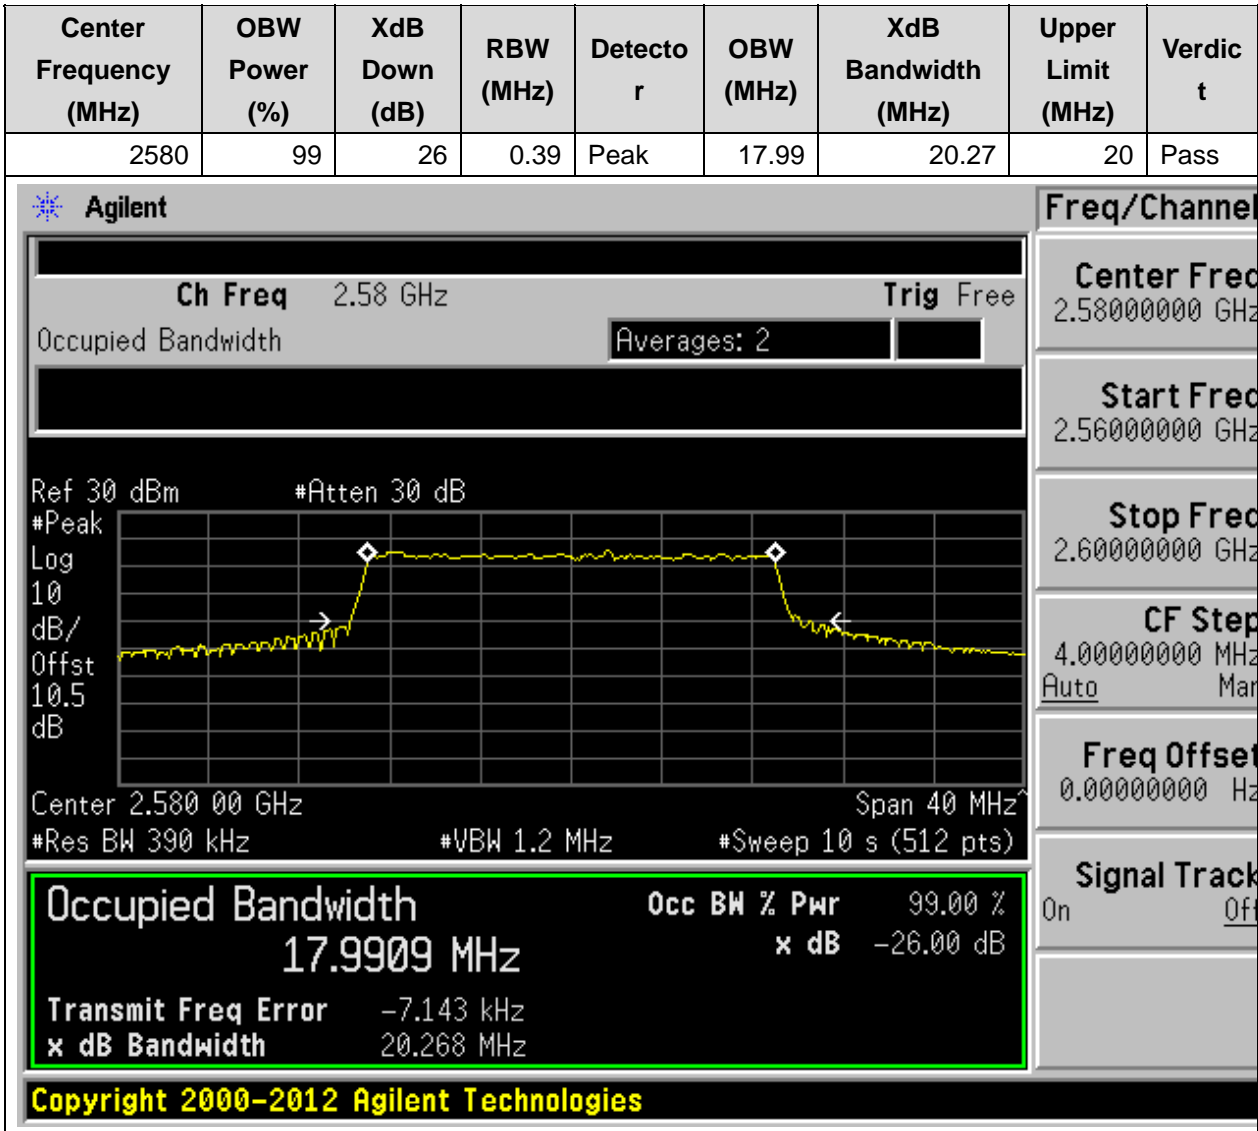 Center Frequency (MHz) OBW Power (%) XdB Down (dB) RBW (MHz) Detecto r OBW (MHz) XdB Bandwidth (MHz) Upper Limit (MHz) Verdic t
2580 99 26 0.39 Peak 17.99 20.27 20 Pass
Agilent
Freq/Channel
Ch Freq 2.58 GHz Trig Free
Occupied Bandwidth Averages: 2
Center Freq
2.58000000 GHz
Start Freq
2.56000000 GHz
Stop Freq
2.60000000 GHz
CF Step
4.00000000 MHz
Auto Man
Freq Offset
0.00000000 Hz
Signal Track
On Off
Ref 30 dBm #Atten 30 dB
#Peak
Log
10
dB/
Offst
10.5
dB
Center 2.580 00 GHz Span 40 MHz^
#Res BW 390 kHz #VBW 1.2 MHz #Sweep 10 s (512 pts)
Occupied Bandwidth Occ BW % Pwr 99.00 %
17.9909 MHz x dB -26.00 dB
Transmit Freq Error -7.143 kHz
x dB Bandwidth 20.268 MHz
Copyright 2000-2012 Agilent Technologies